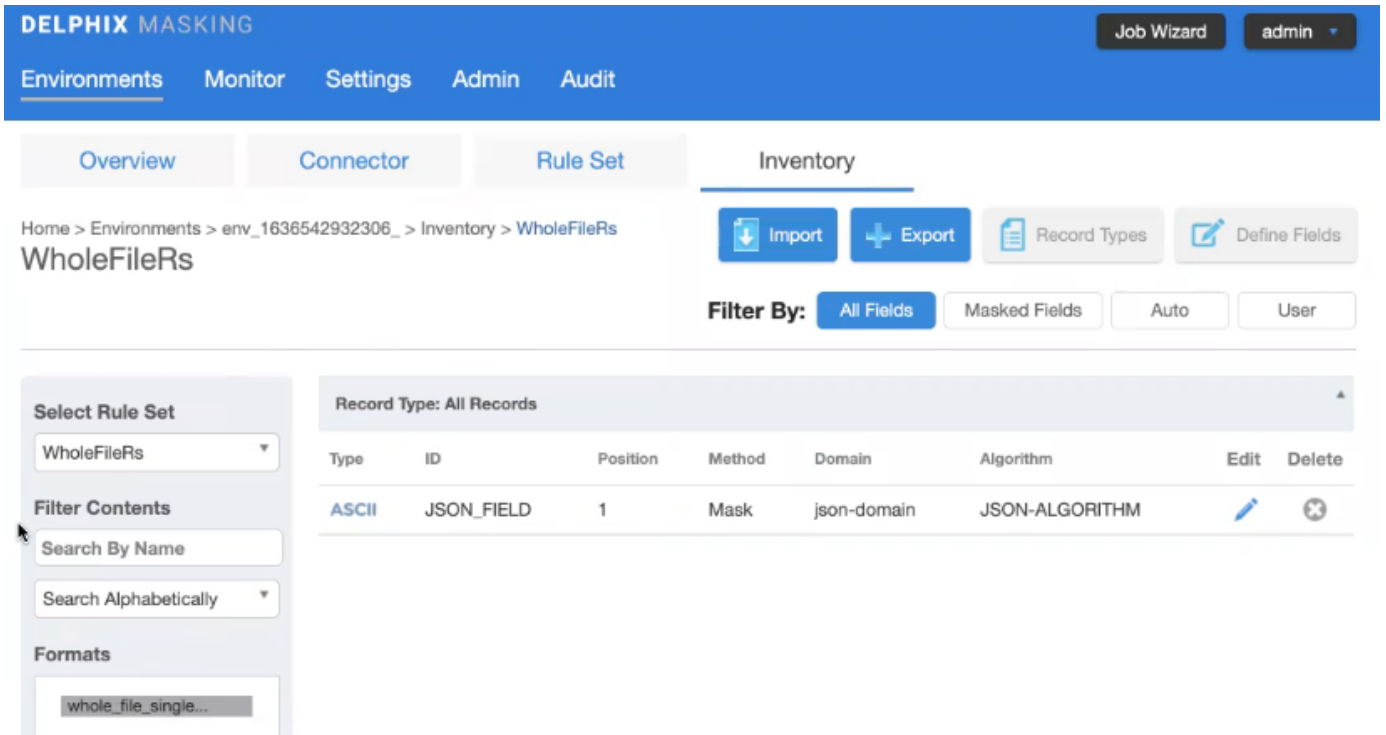 DELPHIX MASKING
Job Wizard
admin
Environments Monitor Settings Admin Audit
Overview Connector Rule Set Inventory
Home > Environments > env_1636542932306_ > Inventory > WholeFileRs
WholeFileRs
Import Export Record Types Define Fields
Filter By: All Fields Masked Fields Auto User
Select Rule Set
WholeFileRs
Filter Contents
Search By Name
Search Alphabetically
Formats
whole_file_single...
Record Type: All Records
Type ID Position Method Domain Algorithm Edit Delete
ASCII JSON_FIELD 1 Mask json-domain JSON-ALGORITHM